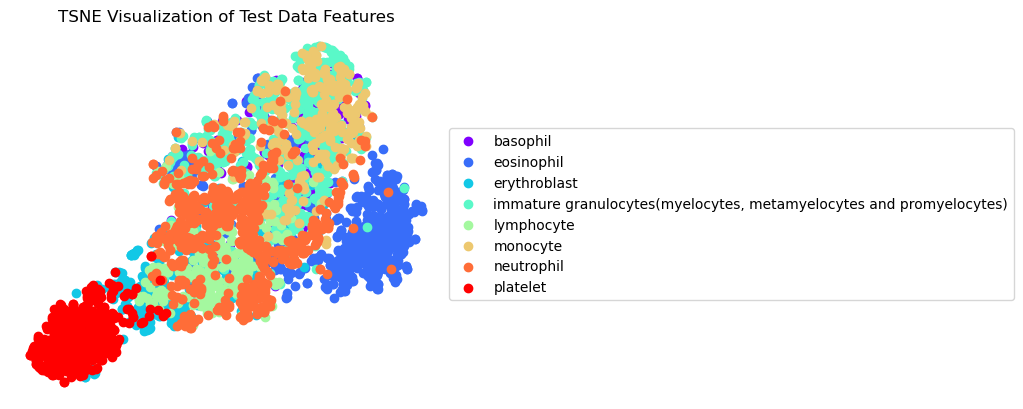 TSNE Visualization of Test Data Features
basophil
eosinophil
erythroblast
immature granulocytes(myelocytes, metamyelocytes and promyelocytes)
lymphocyte
monocyte
neutrophil
platelet